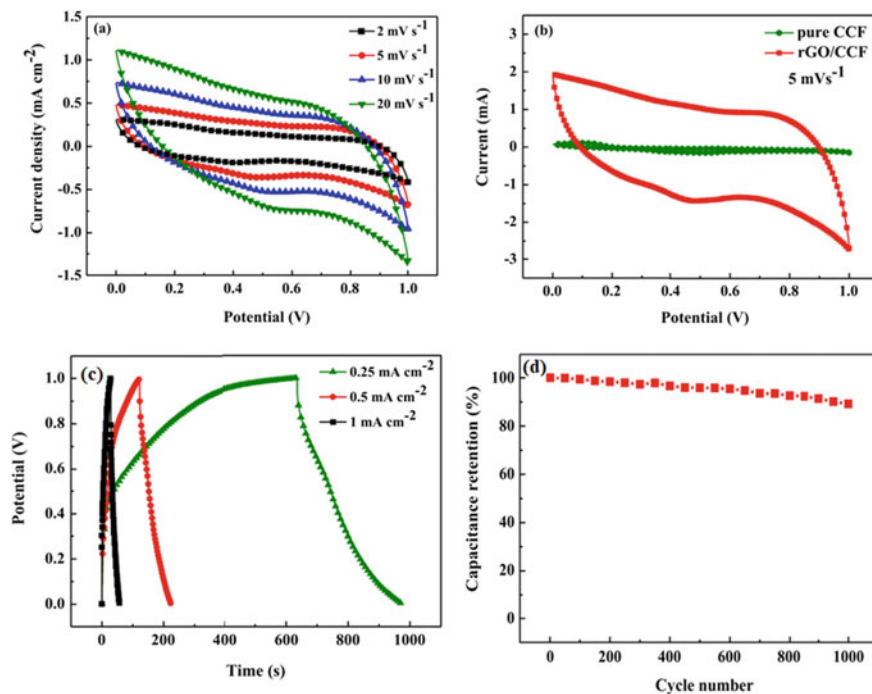 (a)
2 mV s⁻¹
5 mV s⁻¹
10 mV s⁻¹
20 mV s⁻¹
Current density (mA cm⁻²)
1.5
1.0
0.5
0.0
-0.5
-1.0
-1.5
0.0 0.2 0.4 0.6 0.8 1.0
Potential (V)
(b)
pure CCF
rGO/CCF
5 mVs⁻¹
Current (mA)
3
2
1
0
-1
-2
-3
0.0 0.2 0.4 0.6 0.8 1.0
Potential (V)
(c)
0.25 mA cm⁻²
0.5 mA cm⁻²
1 mA cm⁻²
Potential (V)
1.0
0.8
0.6
0.4
0.2
0.0
0 200 400 600 800 1000
Time (s)
(d)
Capacitance retention (%)
100
80
60
40
20
0
0 200 400 600 800 1000
Cycle number